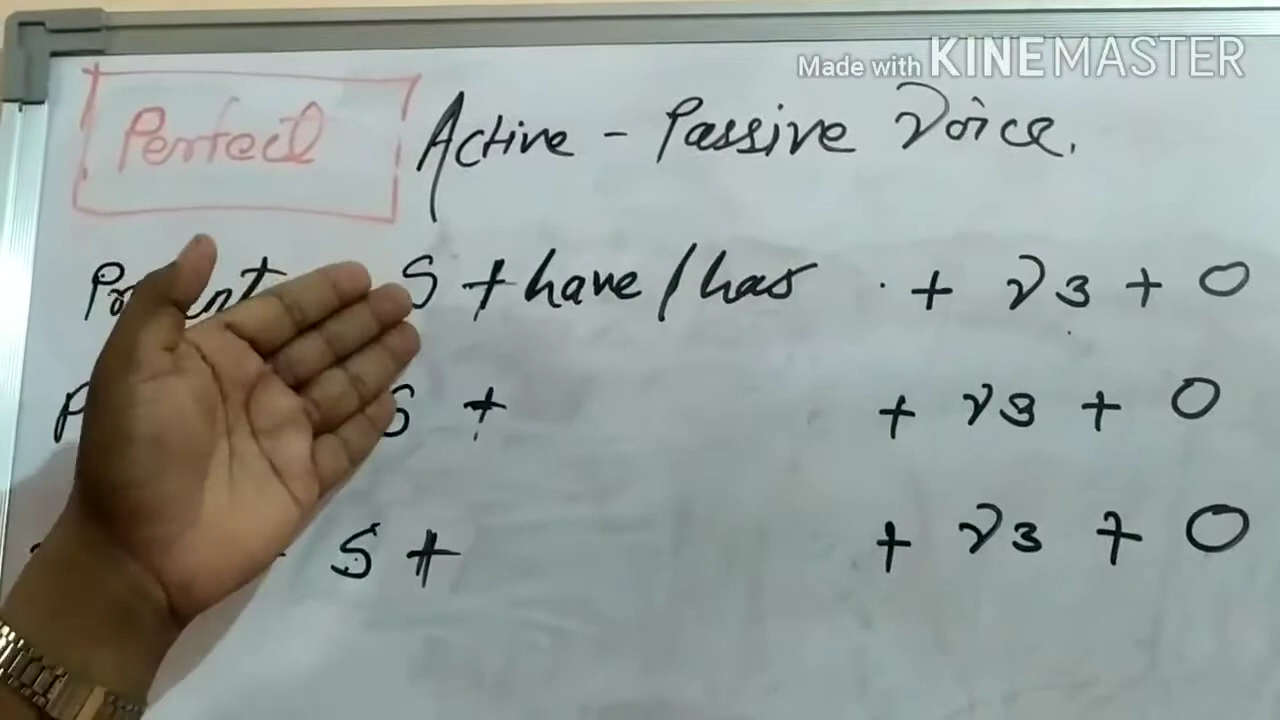 Made with KINEMASTER
Perfect Active - Passive Voice.
S + have / has + V3 + O
S + + V3 + O
S + + V3 + O